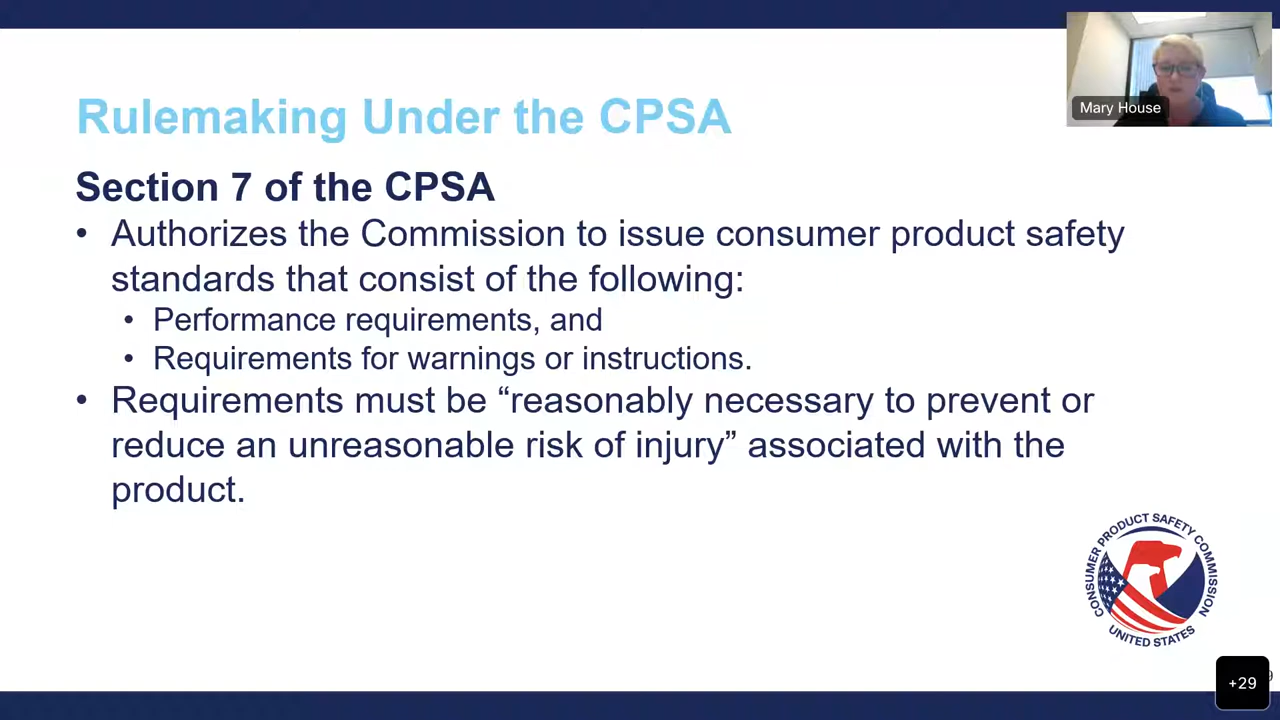 Rulemaking Under the CPSA
Mary House
Section 7 of the CPSA
• Authorizes the Commission to issue consumer product safety
standards that consist of the following:
• Performance requirements, and
• Requirements for warnings or instructions.
• Requirements must be “reasonably necessary to prevent or
reduce an unreasonable risk of injury” associated with the
product.
CONSUMER PRODUCT SAFETY COMMISSION
UNITED STATES
+29